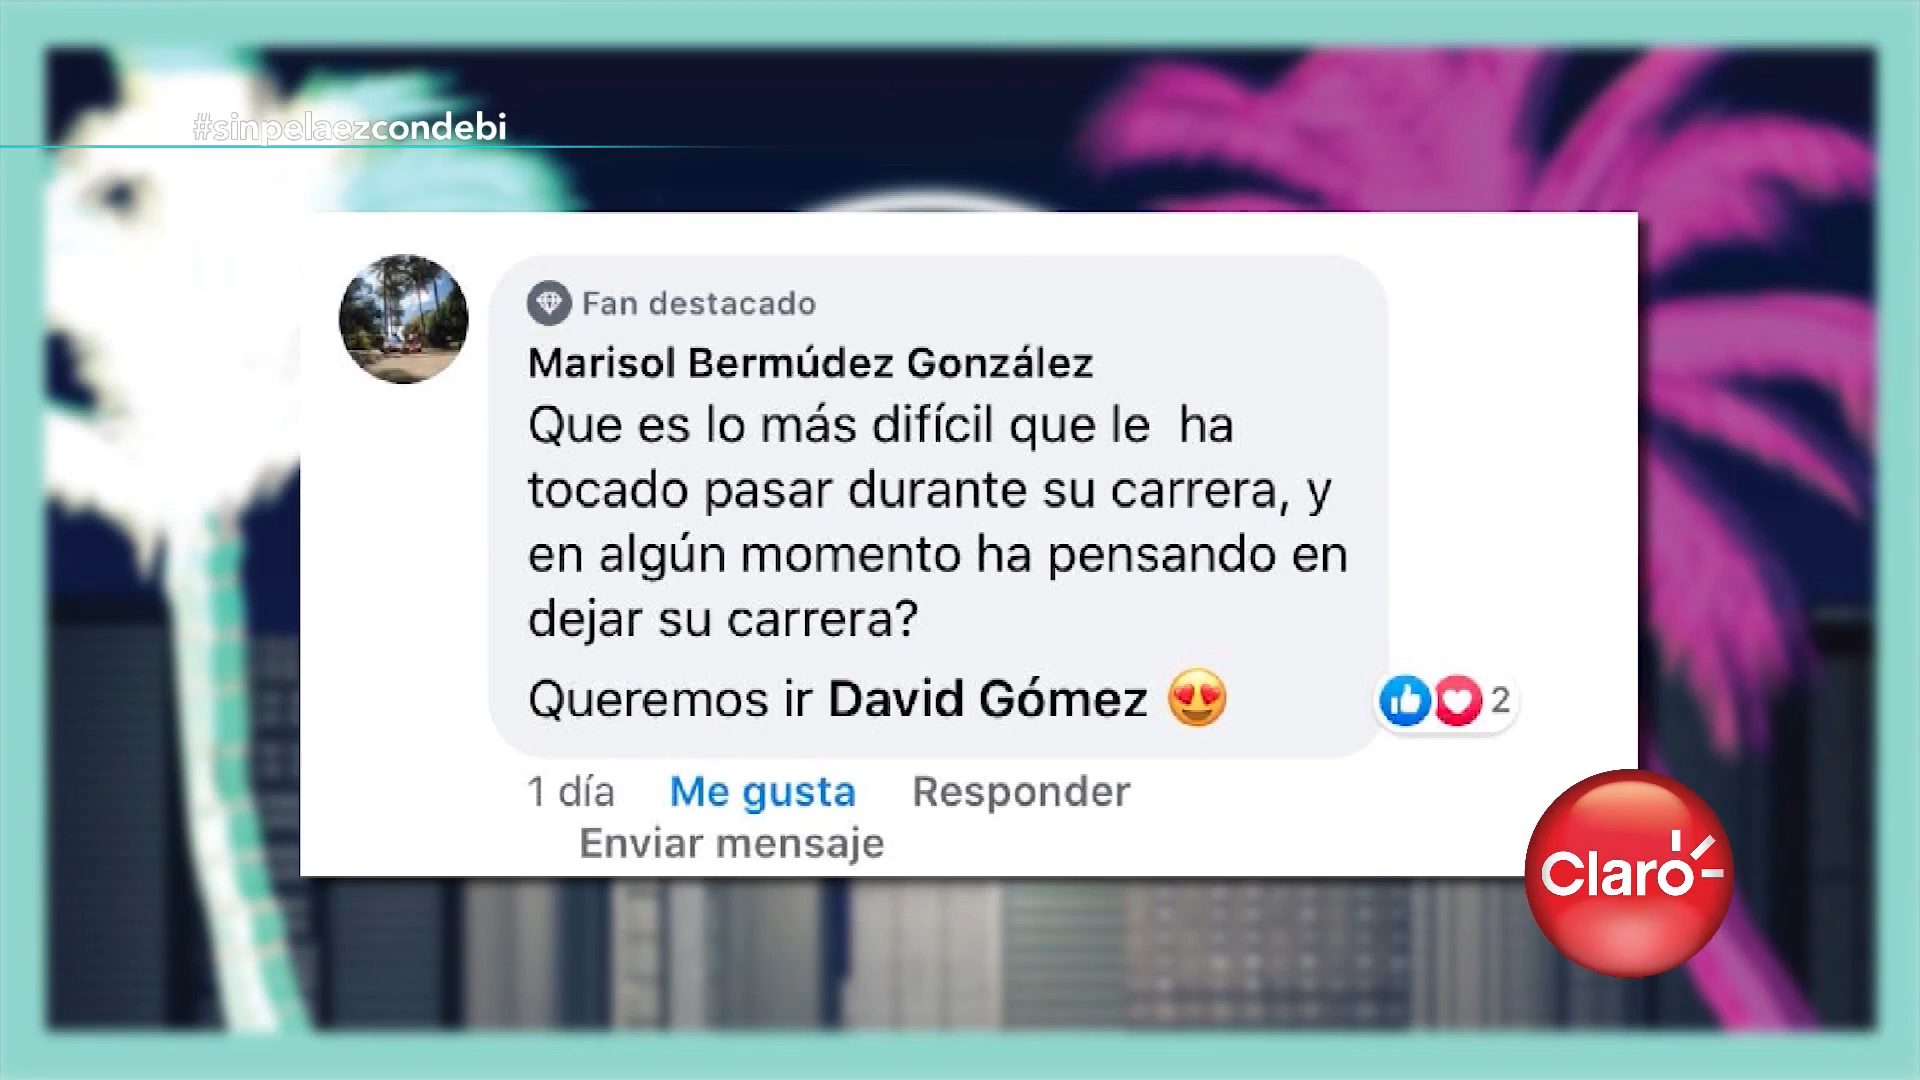 #sinpelaezcondebi
Fan destacado
Marisol Bermúdez González
Que es lo más difícil que le  ha
tocado pasar durante su carrera, y
en algún momento ha pensando en
dejar su carrera?
Queremos ir David Gómez 😍
2
1 día Me gusta Responder
Enviar mensaje
Claro